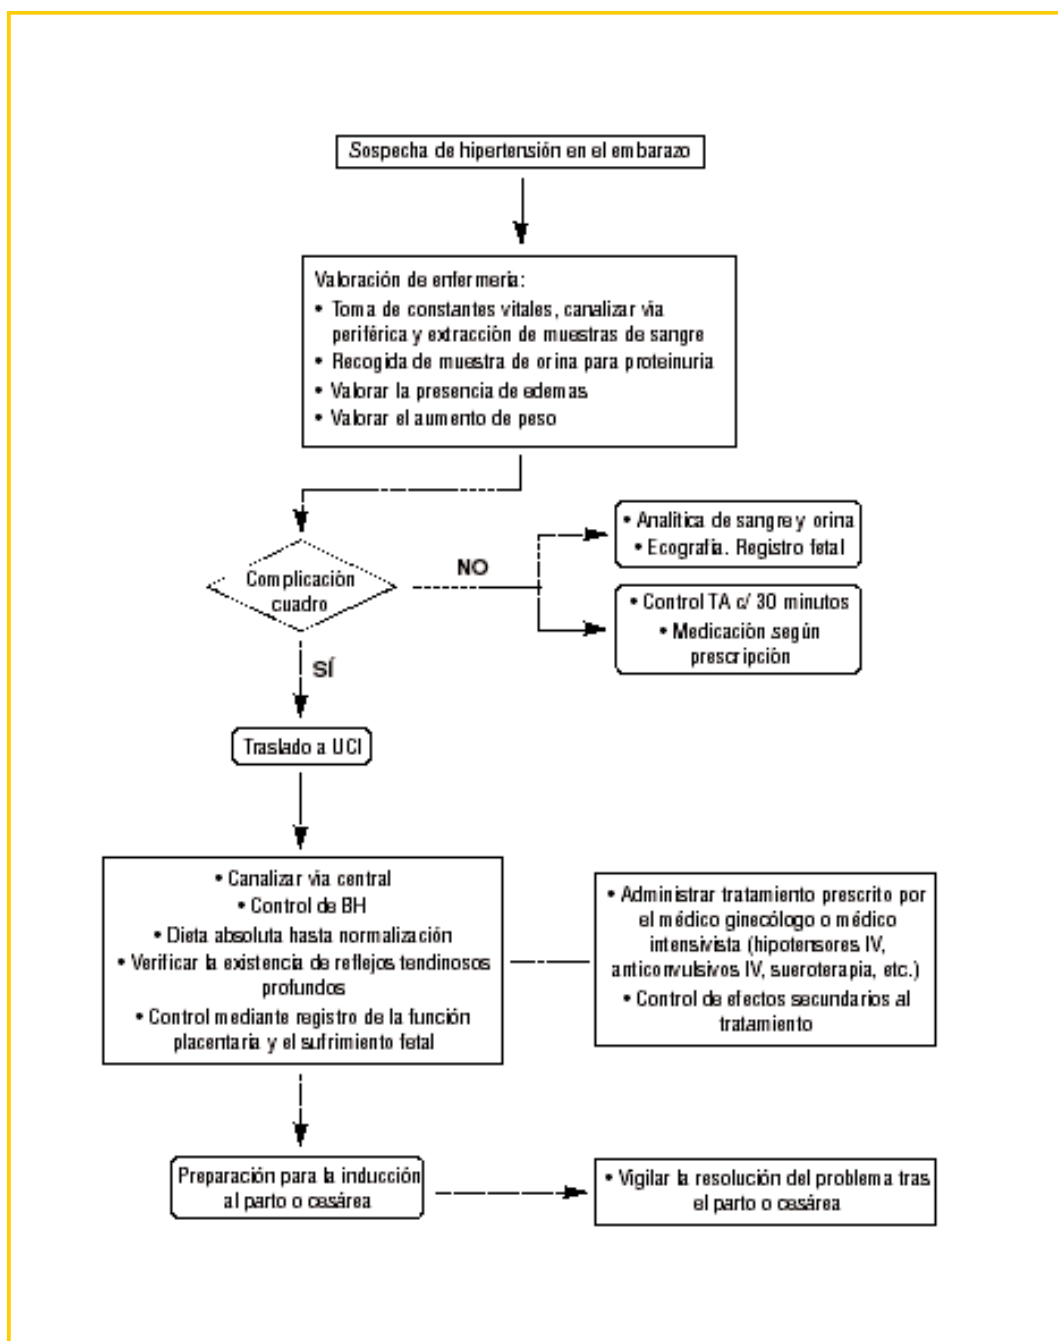 Sospecha de hipertensión en el embarazo
Valoración de enfermería:
• Toma de constantes vitales, canalizar vía
periférica y extracción de muestras de sangre
• Recogida de muestra de orina para proteinuria
• Valorar la presencia de edemas
• Valorar el aumento de peso
Complicación
cuadro
NO
• Analítica de sangre y orina
• Ecografía. Registro fetal
• Control TA c/ 30 minutos
• Medicación según
prescripción
SÍ
Traslado a UCI
• Canalizar vía central
• Control de BH
• Dieta absoluta hasta normalización
• Verificar la existencia de reflejos tendinosos
profundos
• Control mediante registro de la función
placentaria y el sufrimiento fetal
• Administrar tratamiento prescrito por
el médico ginecólogo o médico
intensivista (hipotensores IV,
anticonvulsivos IV, sueroterapia, etc.)
• Control de efectos secundarios al
tratamiento
Preparación para la inducción
al parto o cesárea
• Vigilar la resolución del problema tras
el parto o cesárea